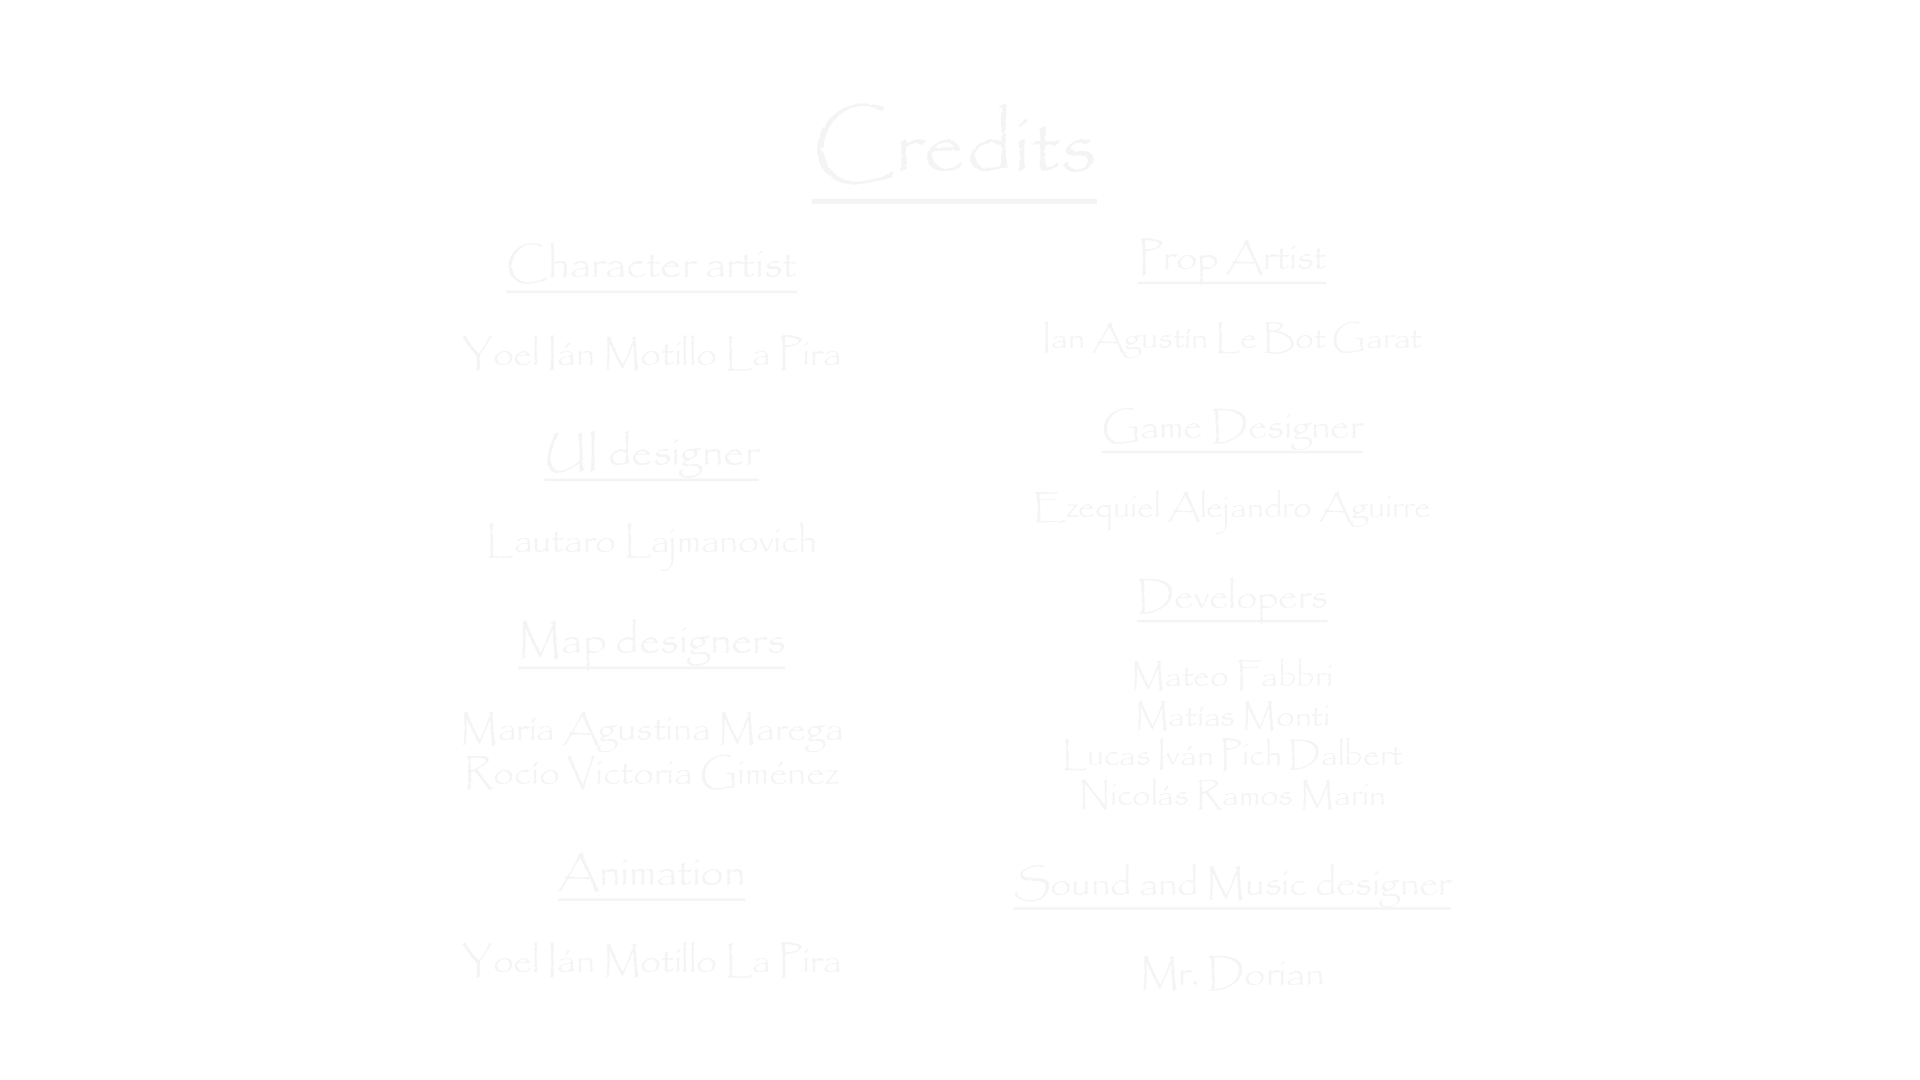 Credits
Character artist
Yoel Ián Motillo La Pira
UI designer
Lautaro Lajmanovich
Map designers
María Agustina Marega
Rocío Victoria Giménez
Animation
Yoel Ián Motillo La Pira
Prop Artist
Ian Agustín Le Bot Garat
Game Designer
Ezequiel Alejandro Aguirre
Developers
Mateo Fabbri
Matías Monti
Lucas Iván Pich Dalbert
Nicolás Ramos Marin
Sound and Music designer
Mr. Dorian